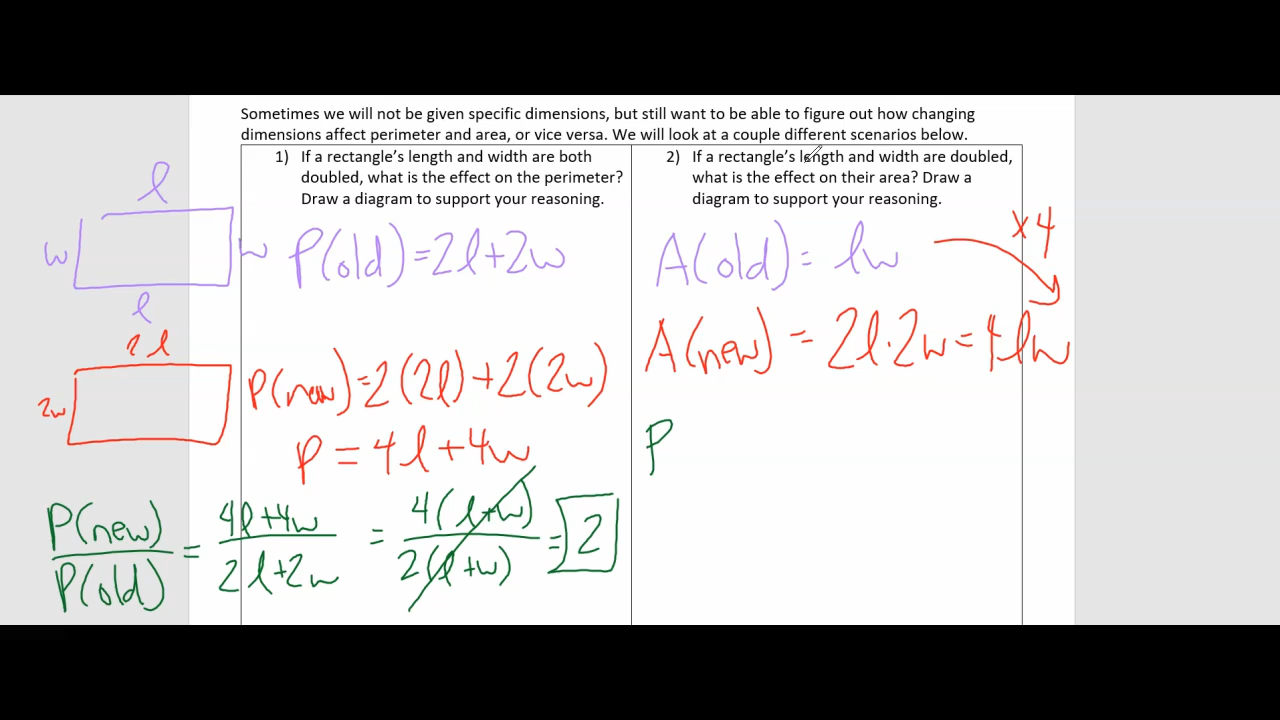 Sometimes we will not be given specific dimensions, but still want to be able to figure out how changing
dimensions affect perimeter and area, or vice versa. We will look at a couple different scenarios below.
1) If a rectangle's length and width are both
doubled, what is the effect on the perimeter?
Draw a diagram to support your reasoning.
l
w
w
l
P(old)=2l+2w
2l
2w
P(new)=2(2l)+2(2w)
P=4l+4w
P(new)/P(old) = (4l+4w)/(2l+2w) = 4(l+w)/2(l+w) = 2
2) If a rectangle's length and width are doubled,
what is the effect on their area? Draw a
diagram to support your reasoning.
A(old)= lw
x4
A(new) = 2l·2w=4lw
P